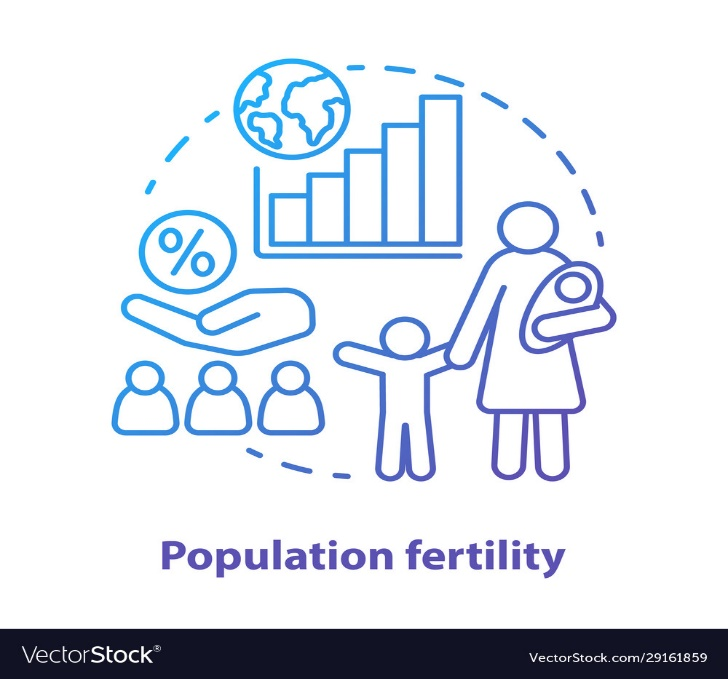 %
Population fertility
VectorStock®
VectorStock.com/29161859